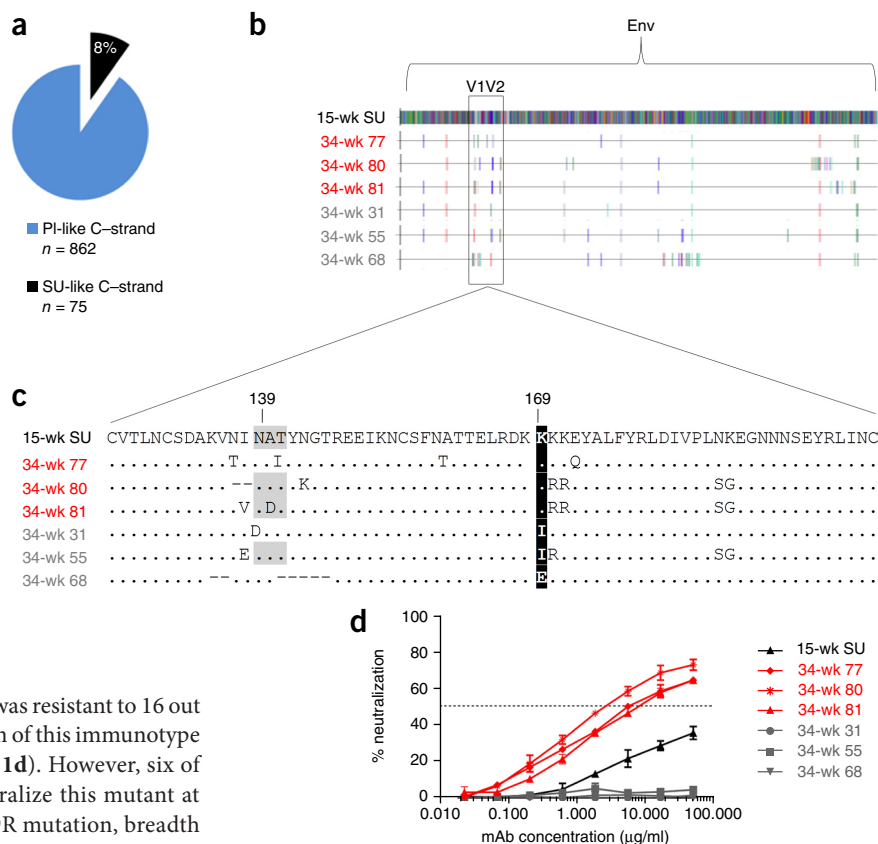 a
8%
PI-like C–strand
n = 862
SU-like C–strand
n = 75
b
Env
V1V2
15-wk SU
34-wk 77
34-wk 80
34-wk 81
34-wk 31
34-wk 55
34-wk 68
c
139 169
15-wk SU CVTLNCSDAKVNINATYNGTREEIKNCSFNATTELRDKKKKEYALFYRLDIVPLNKEGNNNSEYRLINC
34-wk 77 T I T Q
34-wk 80 -- K RR SG
34-wk 81 V D RR SG
34-wk 31 D I
34-wk 55 E I R SG
34-wk 68 -- ------ E
d
% neutralization
100
80
60
40
20
0
0.010 0.100 1.000 10.000 100.000
mAb concentration (μg/ml)
15-wk SU
34-wk 77
34-wk 80
34-wk 81
34-wk 31
34-wk 55
34-wk 68
was resistant to 16 out
n of this immunotype
1d). However, six of
ralize this mutant at
9R mutation, breadth